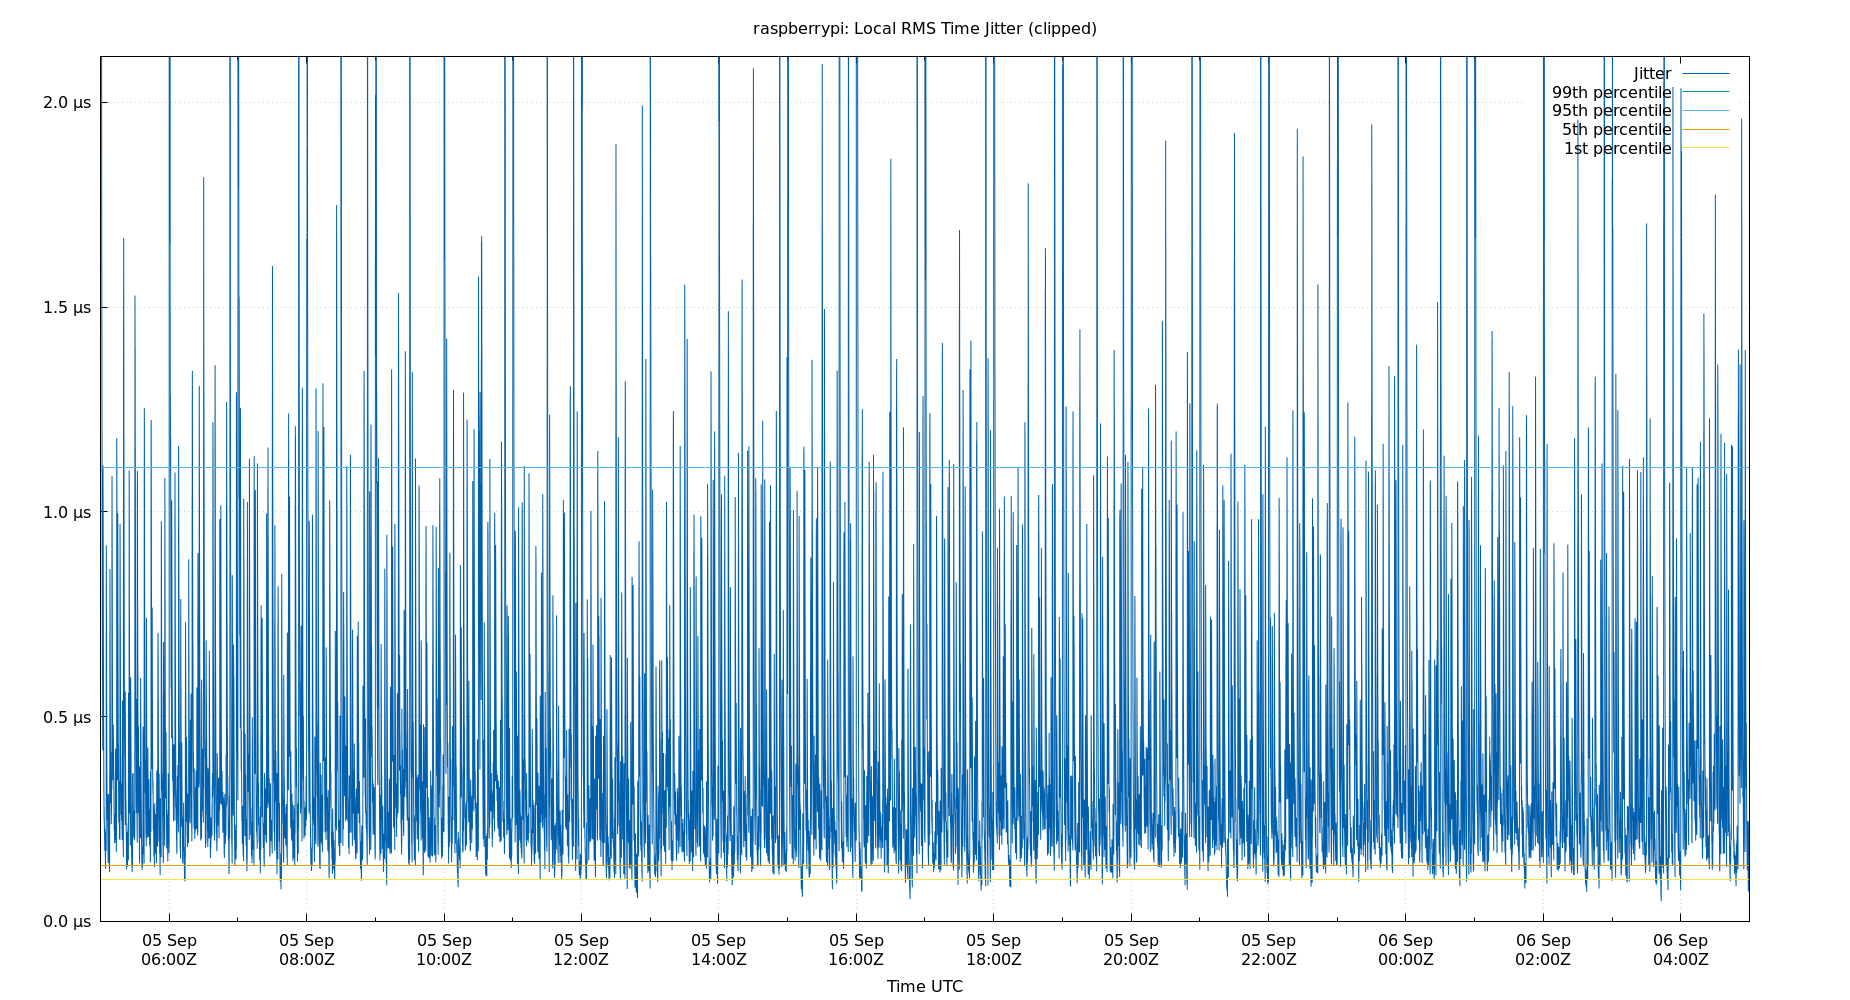 raspberrypi: Local RMS Time Jitter (clipped)
Jitter
99th percentile
95th percentile
5th percentile
1st percentile
2.0 µs
1.5 µs
1.0 µs
0.5 µs
0.0 µs
05 Sep 05 Sep 05 Sep 05 Sep 05 Sep 05 Sep 05 Sep 05 Sep 05 Sep 06 Sep 06 Sep 06 Sep
06:00Z 08:00Z 10:00Z 12:00Z 14:00Z 16:00Z 18:00Z 20:00Z 22:00Z 00:00Z 02:00Z 04:00Z
Time UTC